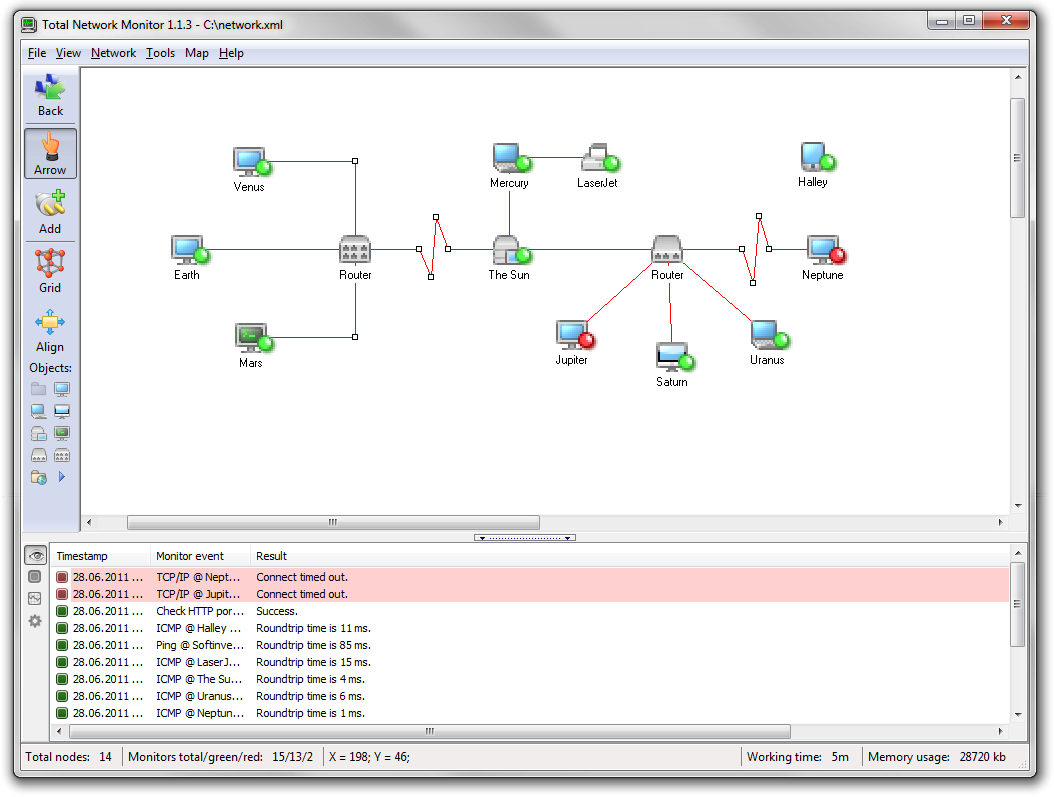 Total Network Monitor 1.1.3 - C:\network.xml
File View Network Tools Map Help
Back
Arrow
Add
Grid
Align
Objects:
Venus
Mercury
LaserJet
Halley
Earth
Router
The Sun
Router
Neptune
Mars
Jupiter
Saturn
Uranus
Timestamp Monitor event Result
28.06.2011 ... TCP/IP @ Nept... Connect timed out.
28.06.2011 ... TCP/IP @ Jupit... Connect timed out.
28.06.2011 ... Check HTTP por... Success.
28.06.2011 ... ICMP @ Halley ... Roundtrip time is 11 ms.
28.06.2011 ... Ping @ Softinve... Roundtrip time is 85 ms.
28.06.2011 ... ICMP @ LaserJ... Roundtrip time is 15 ms.
28.06.2011 ... ICMP @ The Su... Roundtrip time is 4 ms.
28.06.2011 ... ICMP @ Uranus... Roundtrip time is 6 ms.
28.06.2011 ... ICMP @ Neptun... Roundtrip time is 1 ms.
Total nodes: 14 Monitors total/green/red: 15/13/2 X = 198; Y = 46; Working time: 5m Memory usage: 28720 kb